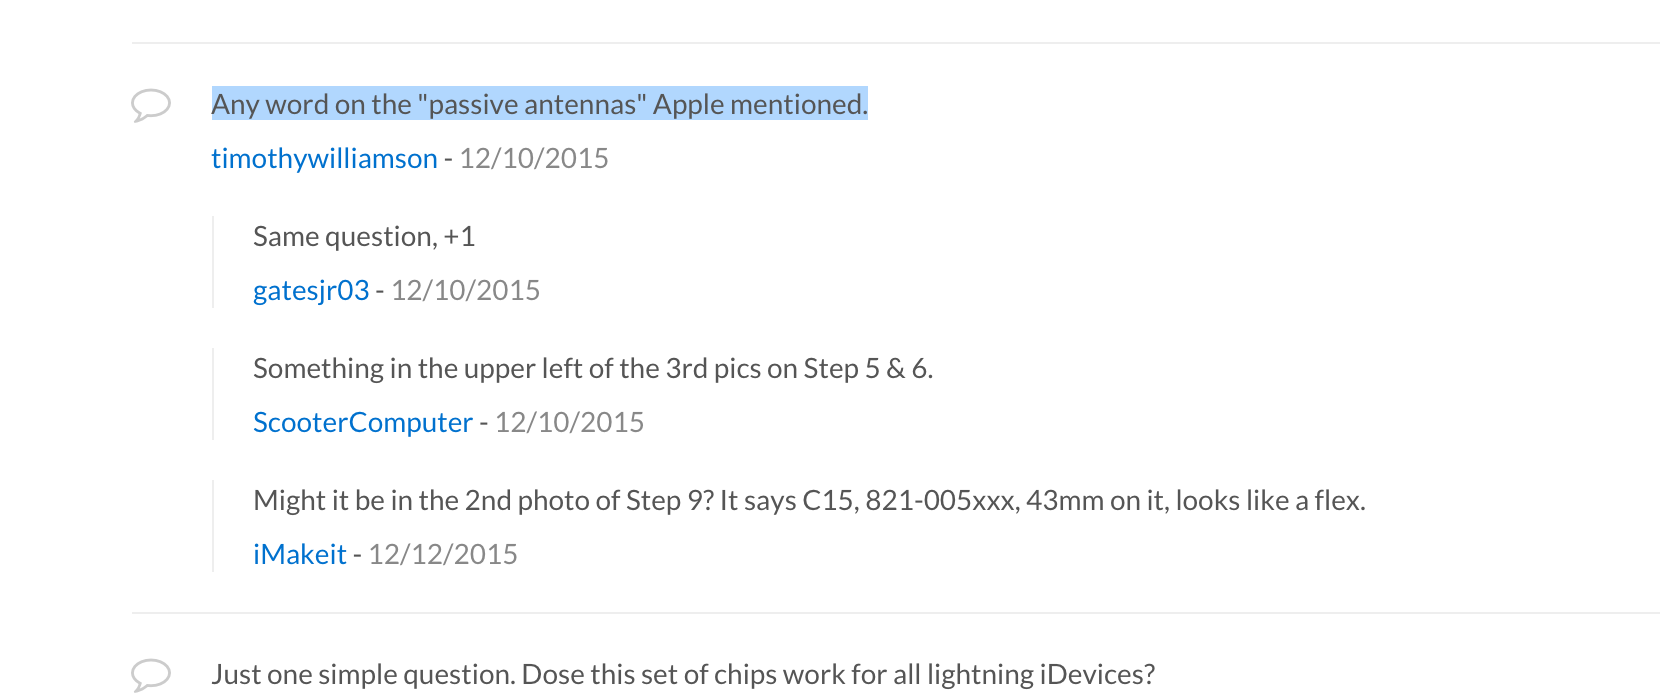 Any word on the "passive antennas" Apple mentioned.
timothywilliamson - 12/10/2015
Same question, +1
gatesjr03 - 12/10/2015
Something in the upper left of the 3rd pics on Step 5 & 6.
ScooterComputer - 12/10/2015
Might it be in the 2nd photo of Step 9? It says C15, 821-005xxx, 43mm on it, looks like a flex.
iMakeit - 12/12/2015
Just one simple question. Dose this set of chips work for all lightning iDevices?